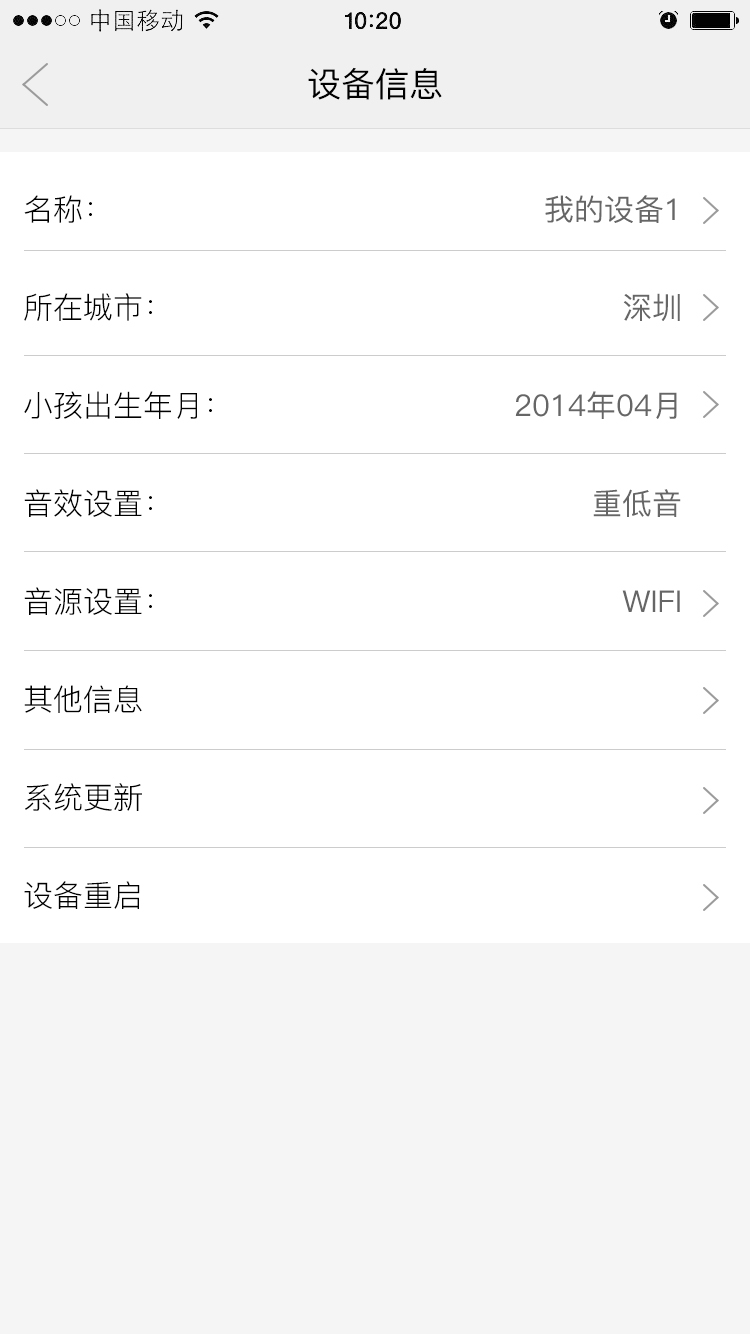 中国移动 10:20
设备信息
名称： 我的设备1
所在城市： 深圳
小孩出生年月： 2014年04月
音效设置： 重低音
音源设置： WIFI
其他信息
系统更新
设备重启